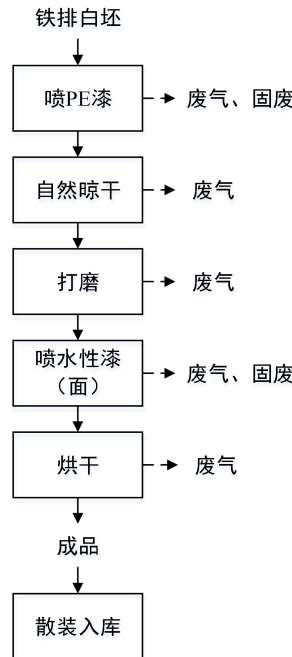 铁排白坯
喷PE漆
废气、固废
自然晾干
废气
打磨
废气
喷水性漆
（面）
废气、固废
烘干
废气
成品
散装入库